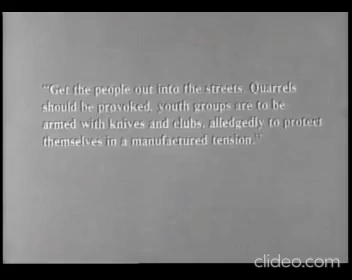 "Get the people out into the streets. Quarrels
should be provoked, youth groups are to be
armed with knives and clubs, alledgedly to protect
themselves in a manufactured tension."
clideo.com